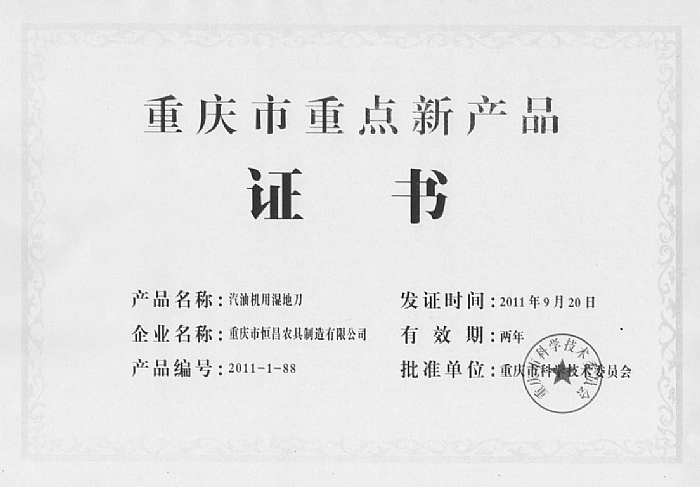 重庆市重点新产品
证 书
产品名称：汽油机用湿地刀
企业名称：重庆市恒昌农具制造有限公司
产品编号：2011-1-88
发证时间：2011年9月20日
有效期：两年
批准单位：重庆市科学技术委员会
重庆市科学技术委员会